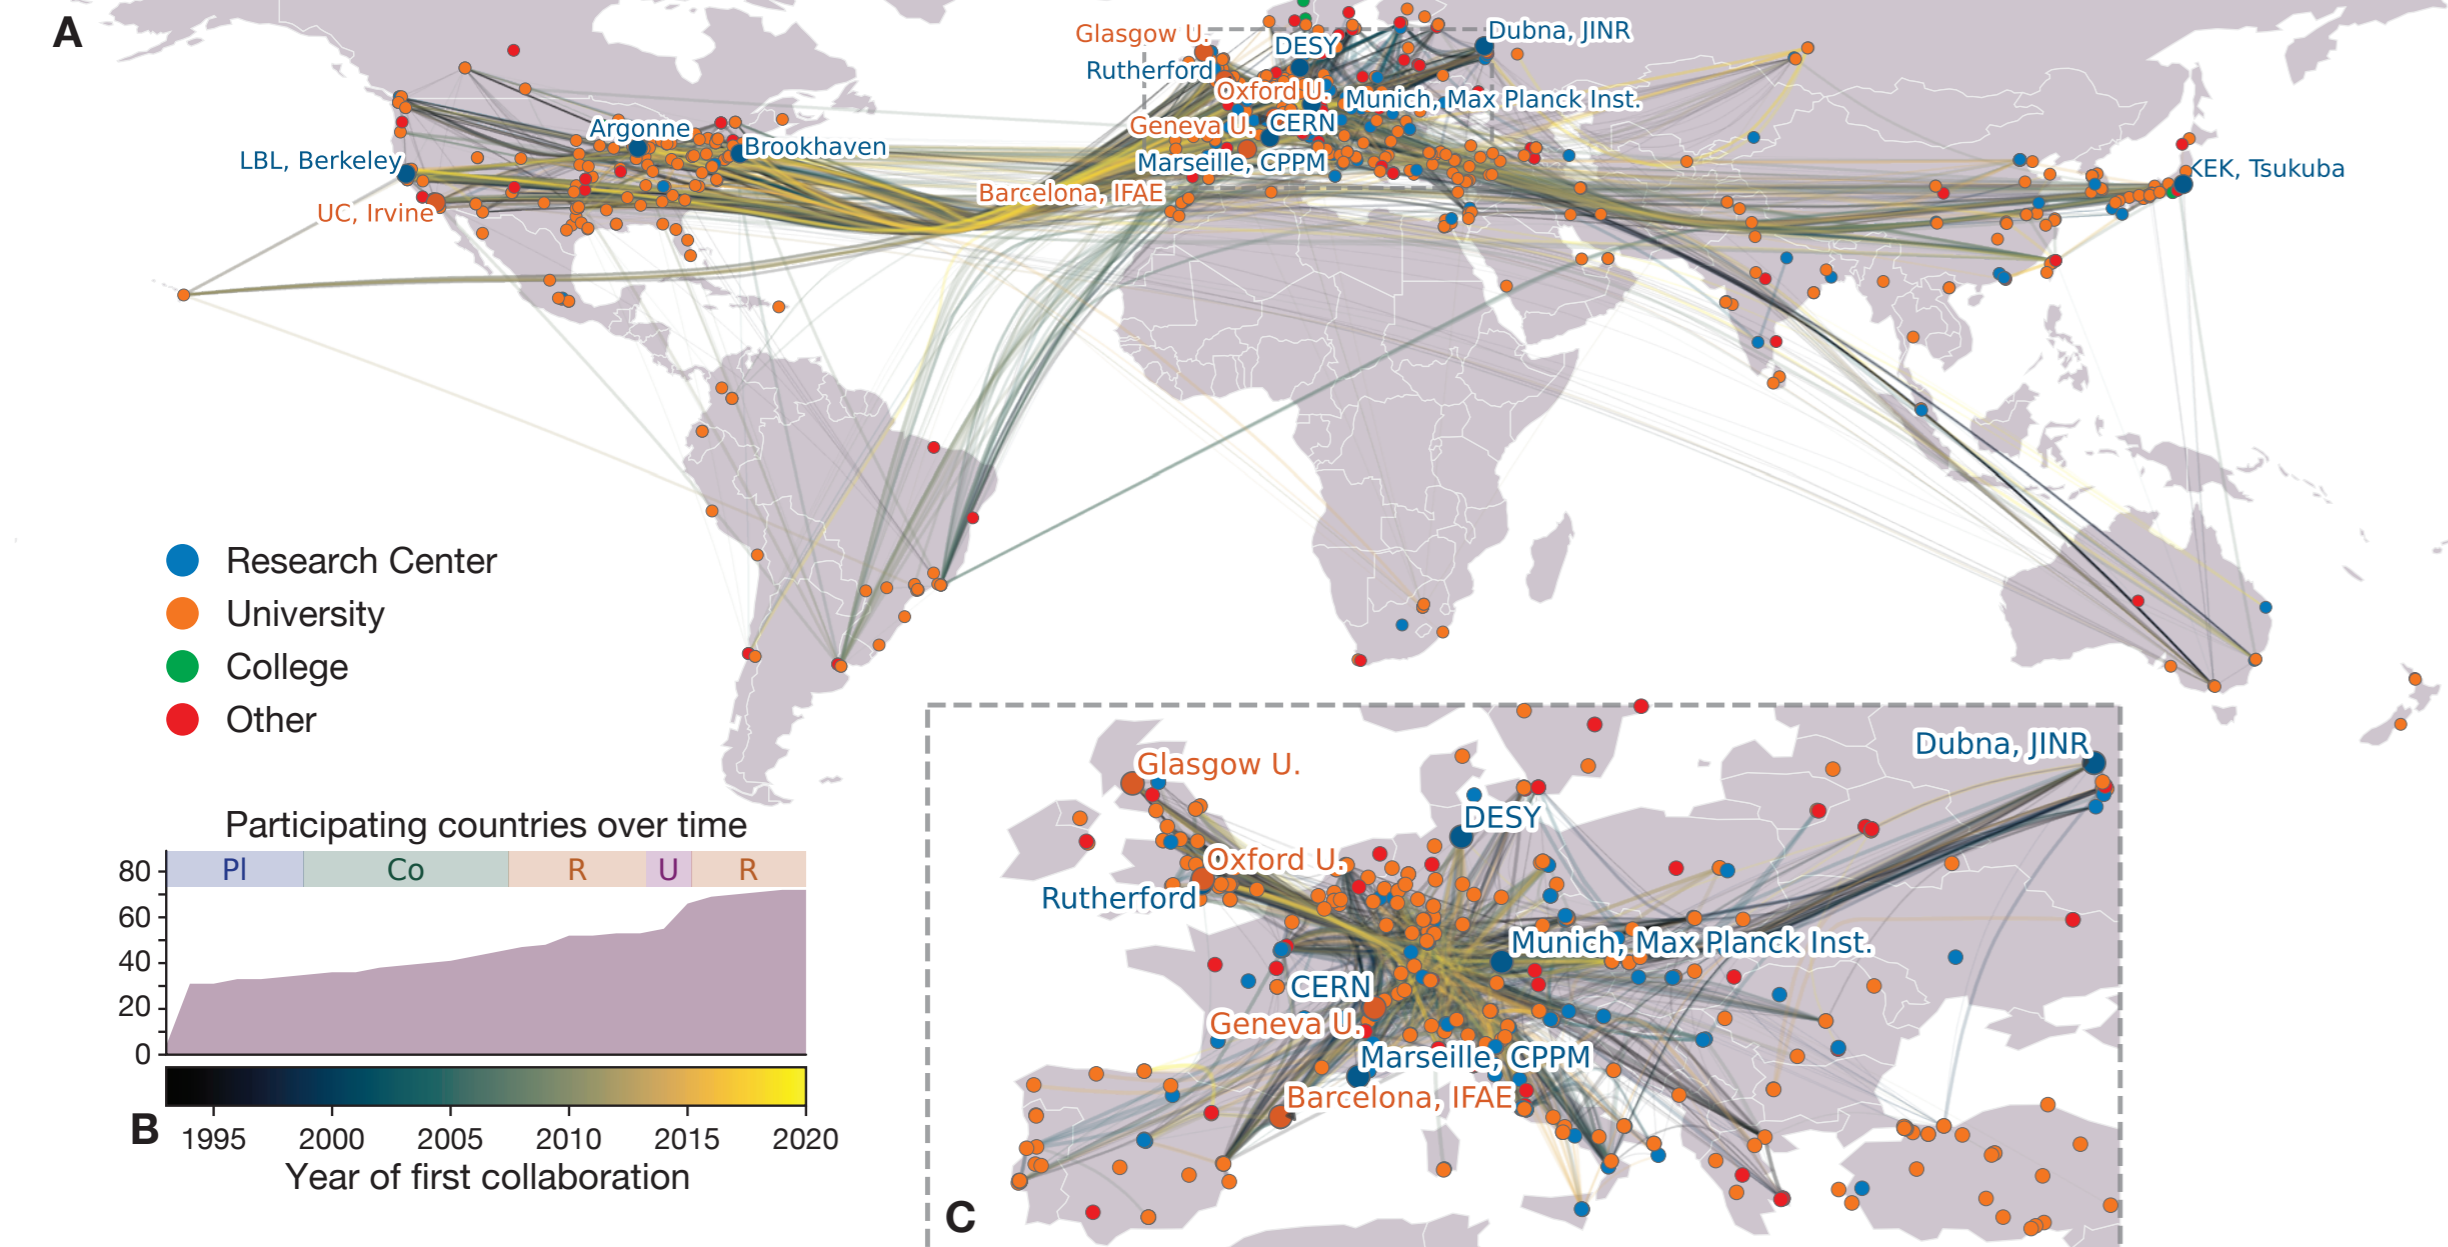 A
Glasgow U.
DESY
Dubna, JINR
Rutherford
Oxford U.
Munich, Max Planck Inst.
Argonne
Geneva U.
CERN
Brookhaven
LBL, Berkeley
Marseille, CPPM
KEK, Tsukuba
UC, Irvine
Barcelona, IFAE
Research Center
University
College
Other
Participating countries over time
Pl Co R U R
80
60
40
20
0
B
1995 2000 2005 2010 2015 2020
Year of first collaboration
Glasgow U.
Dubna, JINR
DESY
Oxford U.
Rutherford
Munich, Max Planck Inst.
CERN
Geneva U.
Marseille, CPPM
Barcelona, IFAE
C